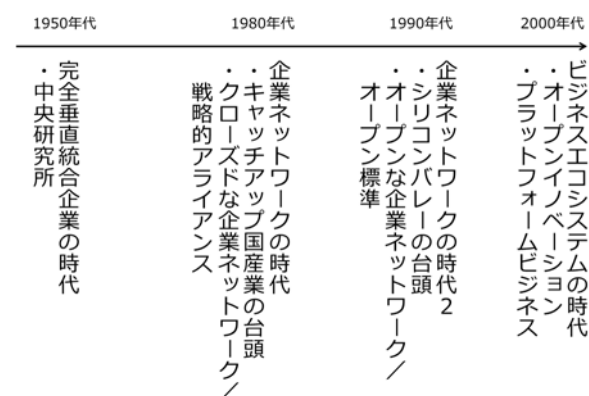 1950年代
1980年代
1990年代
2000年代
完全垂直統合企業の時代
・中央研究所
企業ネットワークの時代
・キャッチアップ国産業の台頭
・クローズドな企業ネットワーク／
戦略的アライアンス
企業ネットワークの時代2
・シリコンバレーの台頭
・オープンな企業ネットワーク／
オープン標準
ビジネスエコシステムの時代
・オープンイノベーション
・プラットフォームビジネス